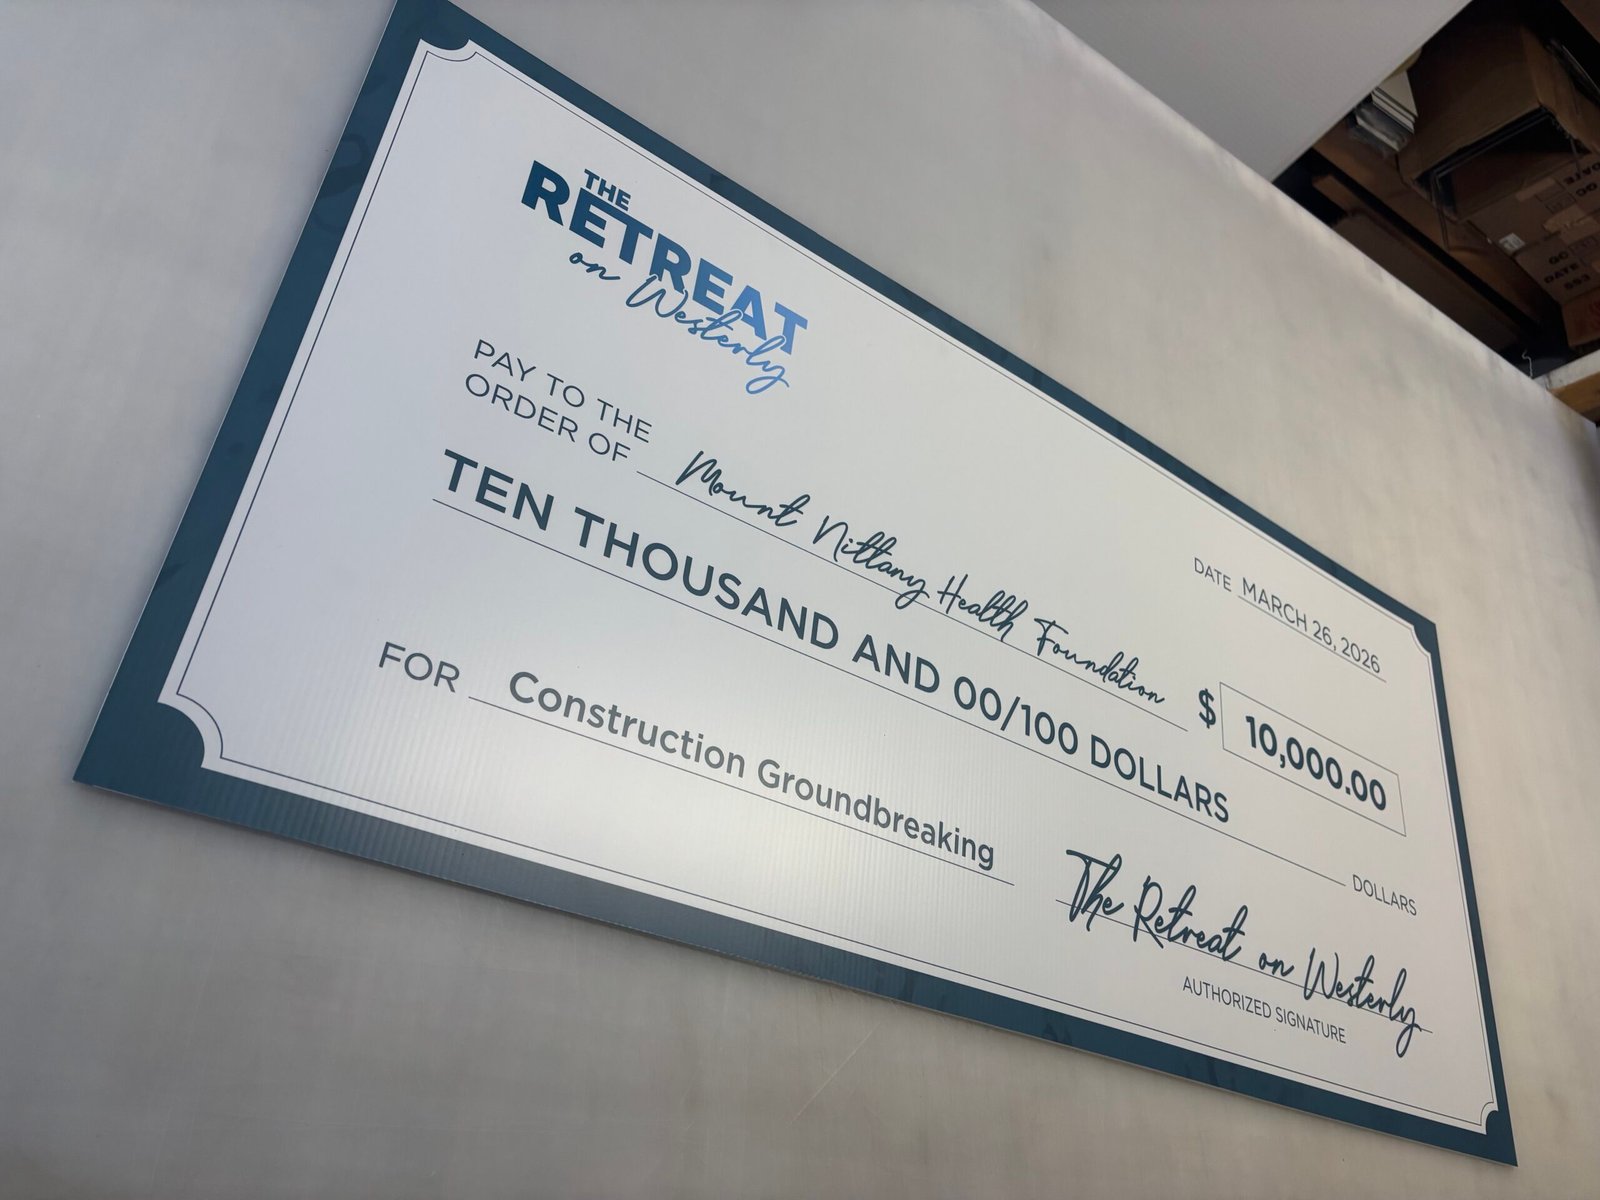 THE
RETREAT
on Westerly
DATE MARCH 26, 2026
PAY TO THE
ORDER OF Mount Nittany Health Foundation
$ 10,000.00
TEN THOUSAND AND 00/100 DOLLARS
DOLLARS
FOR Construction Groundbreaking
The Retreat on Westerly
AUTHORIZED SIGNATURE